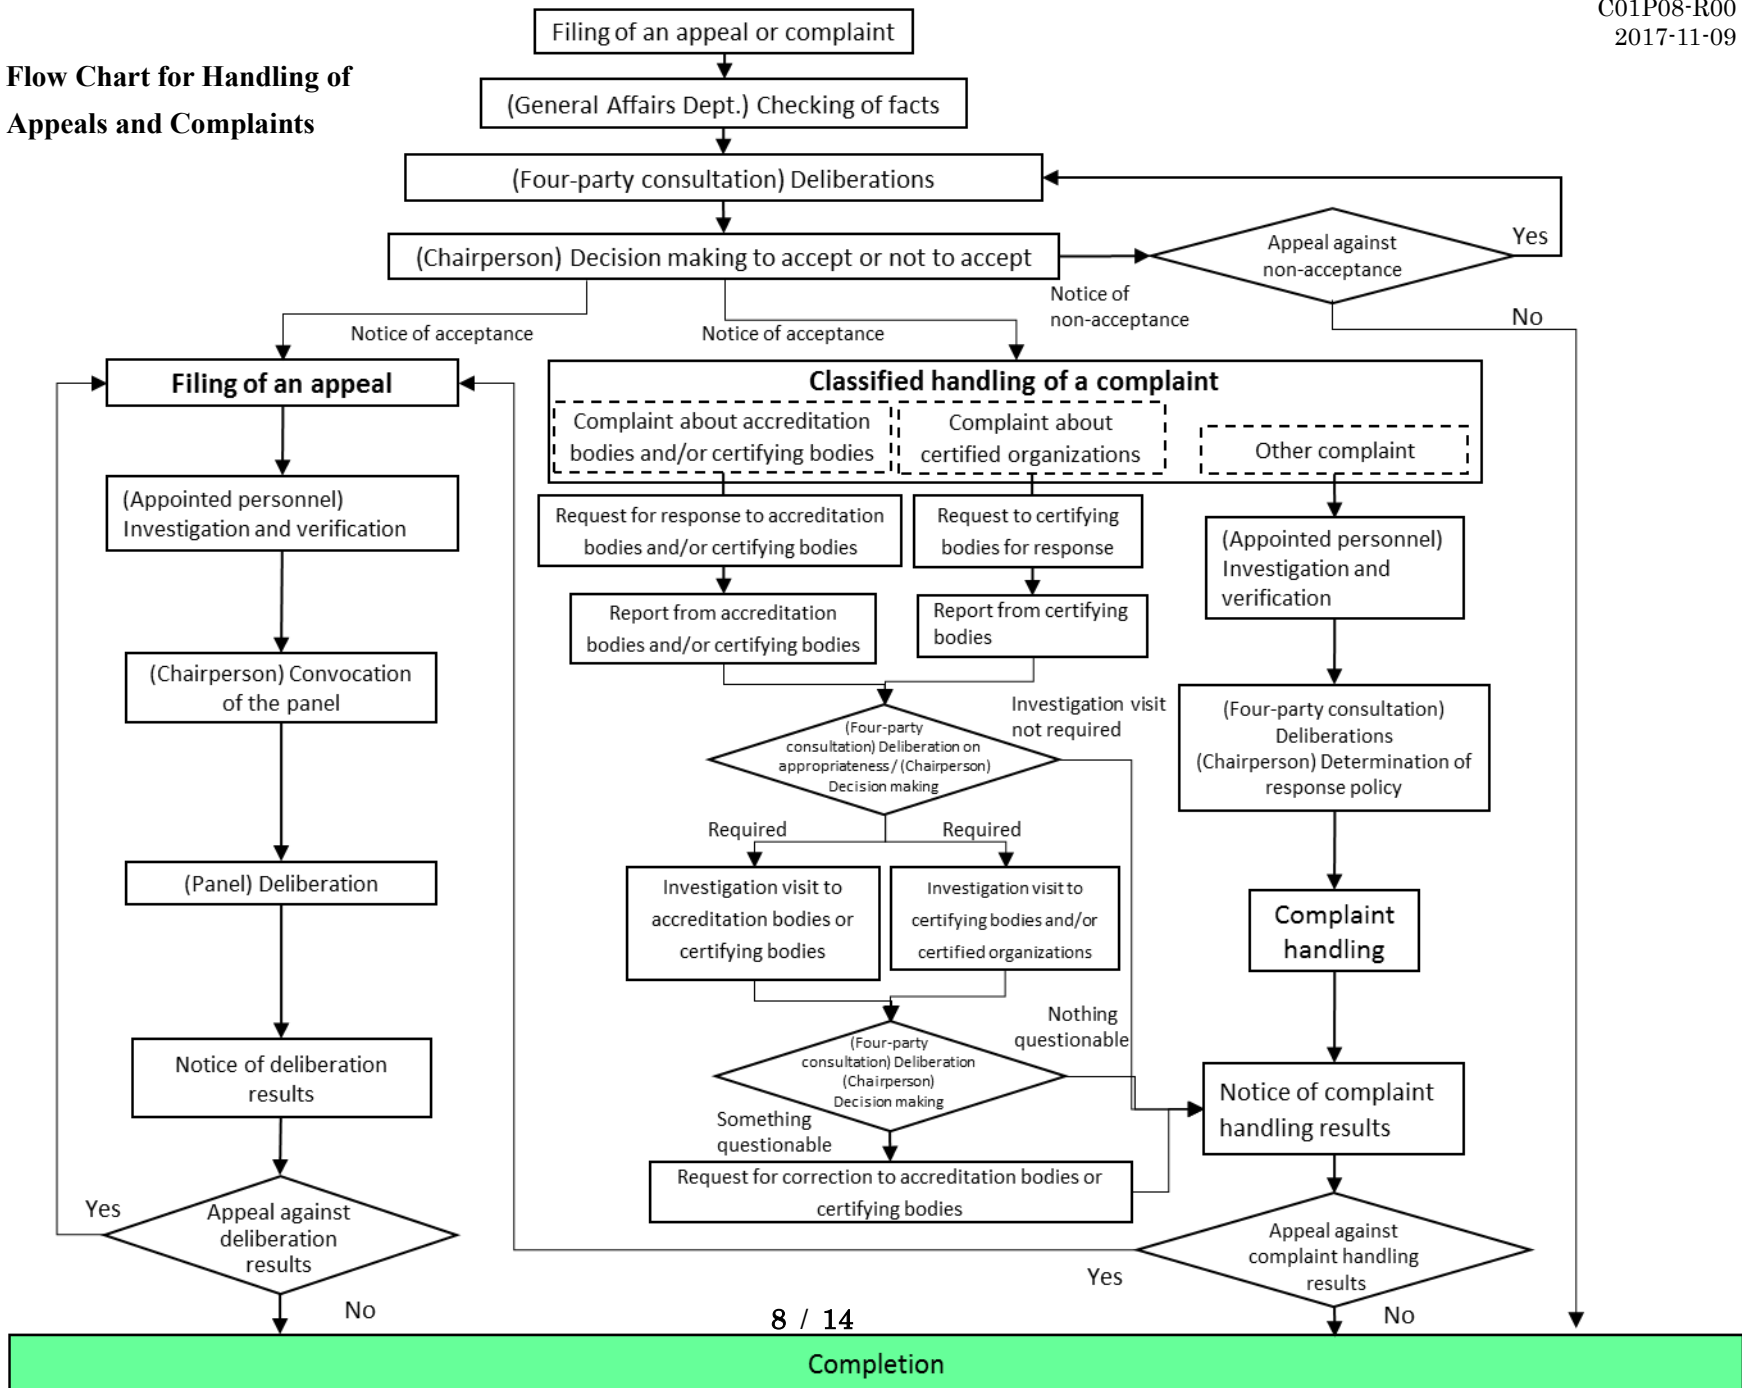 C01P08-R00
2017-11-09
Flow Chart for Handling of
Appeals and Complaints
Filing of an appeal or complaint
(General Affairs Dept.) Checking of facts
(Four-party consultation) Deliberations
(Chairperson) Decision making to accept or not to accept
Appeal against
non-acceptance
Yes
No
Notice of
non-acceptance
Notice of acceptance
Notice of acceptance
Filing of an appeal
(Appointed personnel)
Investigation and verification
(Chairperson) Convocation
of the panel
(Panel) Deliberation
Notice of deliberation
results
Appeal against
deliberation
results
Yes
No
Classified handling of a complaint
Complaint about accreditation
bodies and/or certifying bodies
Complaint about
certified organizations
Other complaint
Request for response to accreditation
bodies and/or certifying bodies
Request to certifying
bodies for response
Report from accreditation
bodies and/or certifying bodies
Report from certifying
bodies
(Four-party
consultation) Deliberation on
appropriateness / (Chairperson)
Decision making
Investigation visit
not required
Required
Required
Investigation visit to
accreditation bodies or
certifying bodies
Investigation visit to
certifying bodies and/or
certified organizations
(Four-party
consultation) Deliberation
(Chairperson)
Decision making
Nothing
questionable
Something
questionable
Request for correction to accreditation bodies or
certifying bodies
(Appointed personnel)
Investigation and
verification
(Four-party consultation)
Deliberations
(Chairperson) Determination of
response policy
Complaint
handling
Notice of complaint
handling results
Appeal against
complaint handling
results
Yes
No
8 / 14
Completion